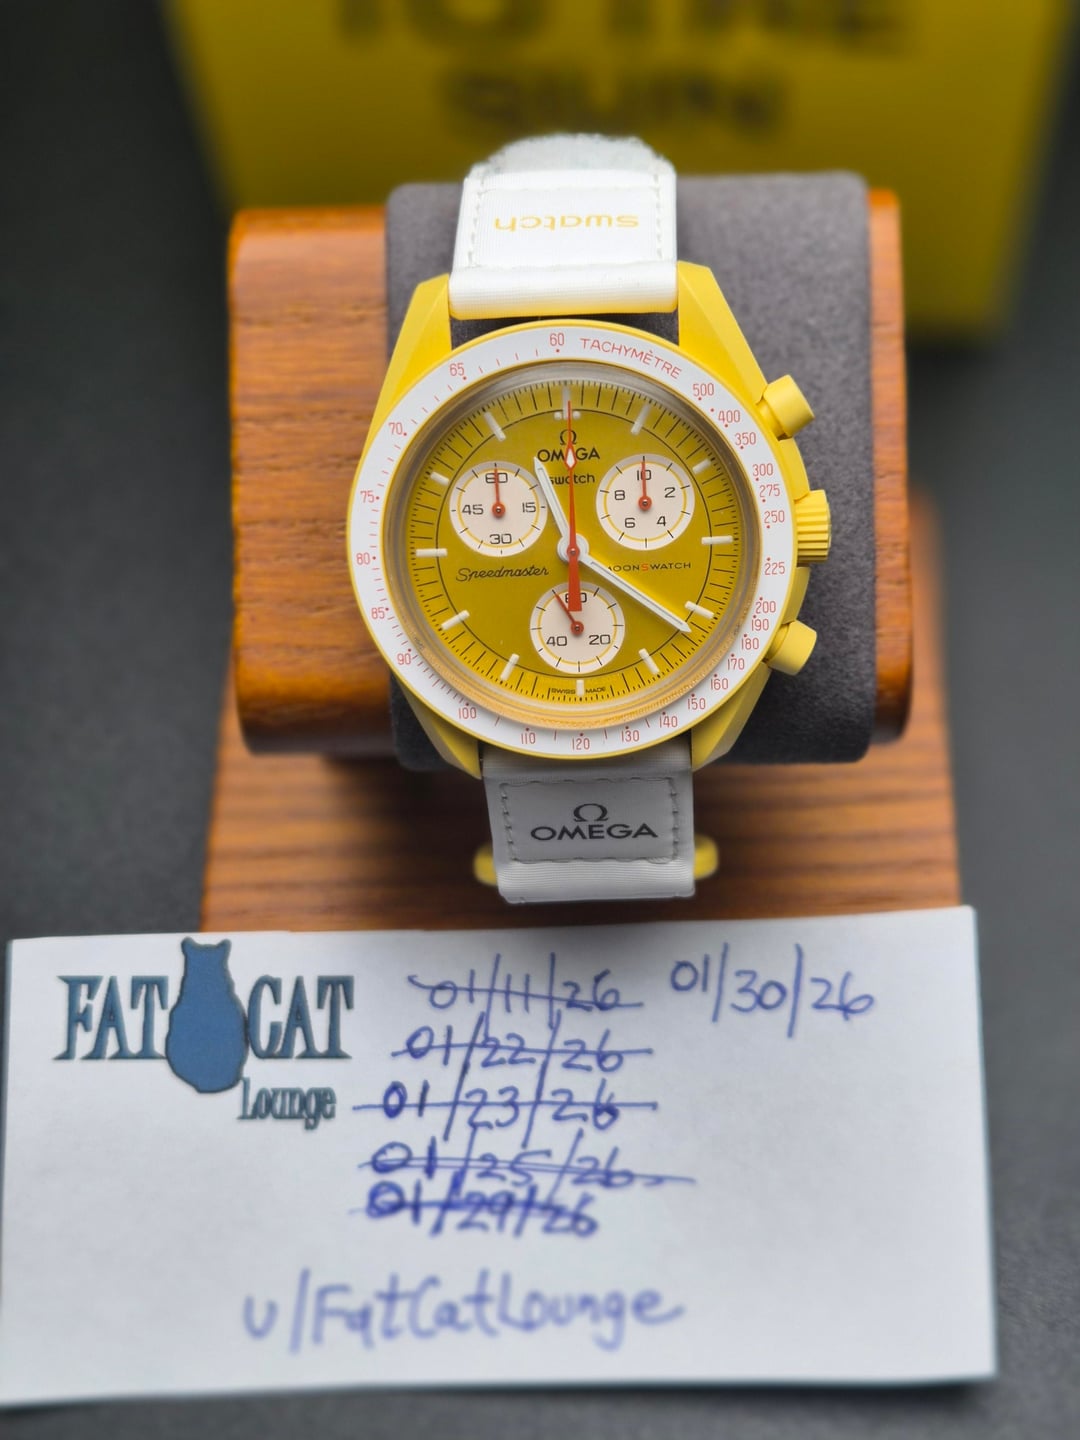 TO THE
SUN
swatch
60 TACHYMÈTRE
500
400
350
300
275
250
225
200
190
180
170
160
150
140
130
120
110
100
90
85
80
75
70
65
Ω
OMEGA
swatch
60
15
30
45
10
2
4
6
8
Speedmaster
MOONSWATCH
60
20
40
SWISS MADE
Ω
OMEGA
FAT CAT
Lounge
01/11/26
01/30/26
01/22/26
01/23/26
01/25/26
01/29/26
u/FatCatLounge